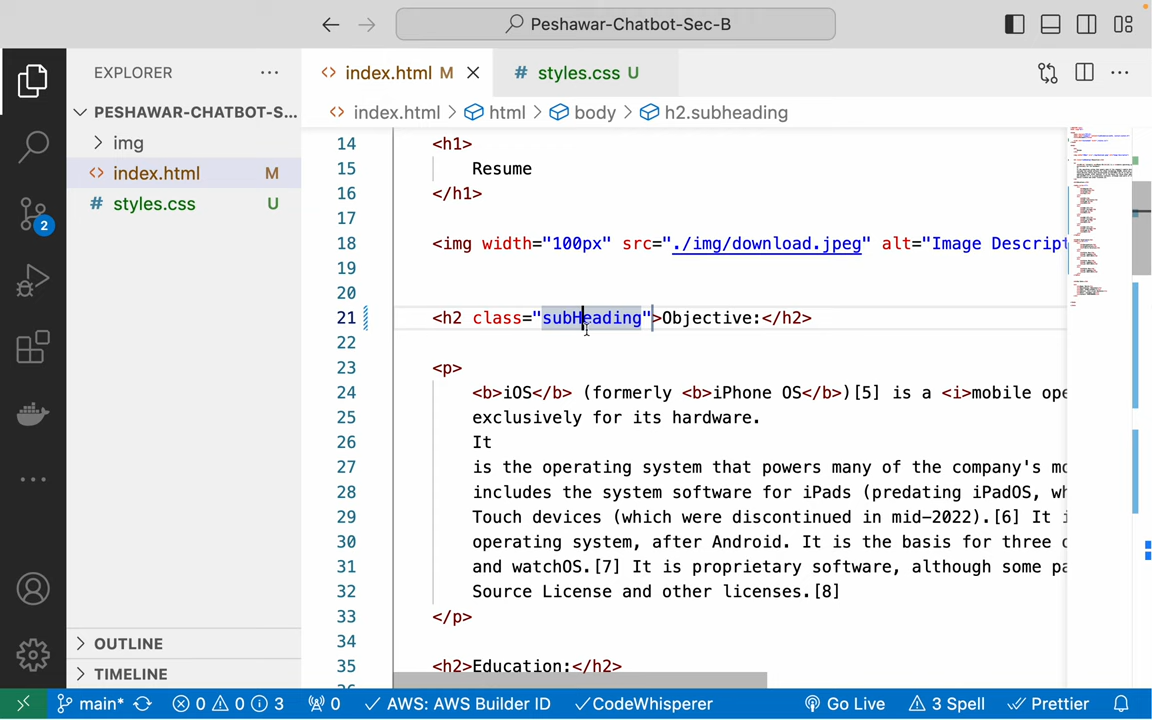 Peshawar-Chatbot-Sec-B
EXPLORER
PESHAWAR-CHATBOT-S...
img
index.html M
styles.css U
OUTLINE
TIMELINE
index.html M
styles.css U
index.html > html > body > h2.subheading
14 <h1>
15 Resume
16 </h1>
17
18 <img width="100px" src="./img/download.jpeg" alt="Image Descript
19
20
21 <h2 class="subHeading">Objective:</h2>
22
23 <p>
24 <b>iOS</b> (formerly <b>iPhone OS</b>)[5] is a <i>mobile ope
25 exclusively for its hardware.
26 It
27 is the operating system that powers many of the company's mo
28 includes the system software for iPads (predating iPadOS, wh
29 Touch devices (which were discontinued in mid-2022).[6] It i
30 operating system, after Android. It is the basis for three o
31 and watchOS.[7] It is proprietary software, although some pa
32 Source License and other licenses.[8]
33 </p>
34
35 <h2>Education:</h2>
2
main* 0 0 3 0 AWS: AWS Builder ID CodeWhisperer Go Live 3 Spell Prettier